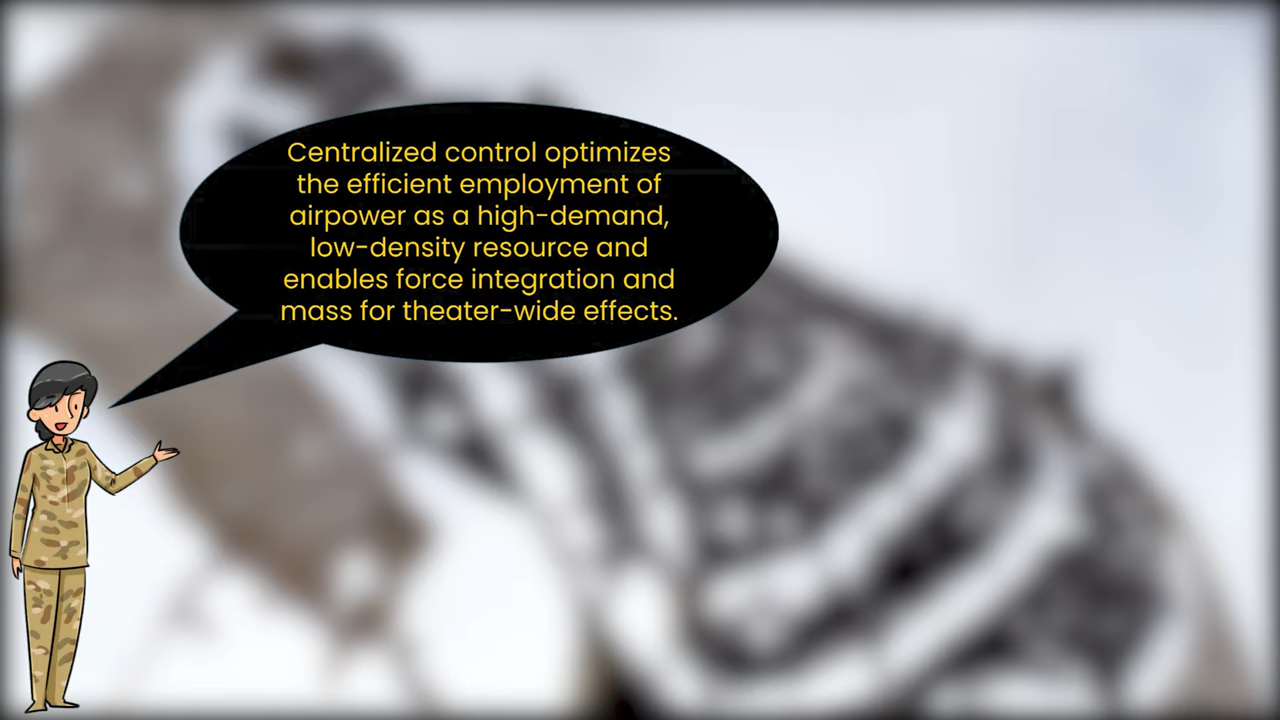 Centralized control optimizes
the efficient employment of
airpower as a high-demand,
low-density resource and
enables force integration and
mass for theater-wide effects.